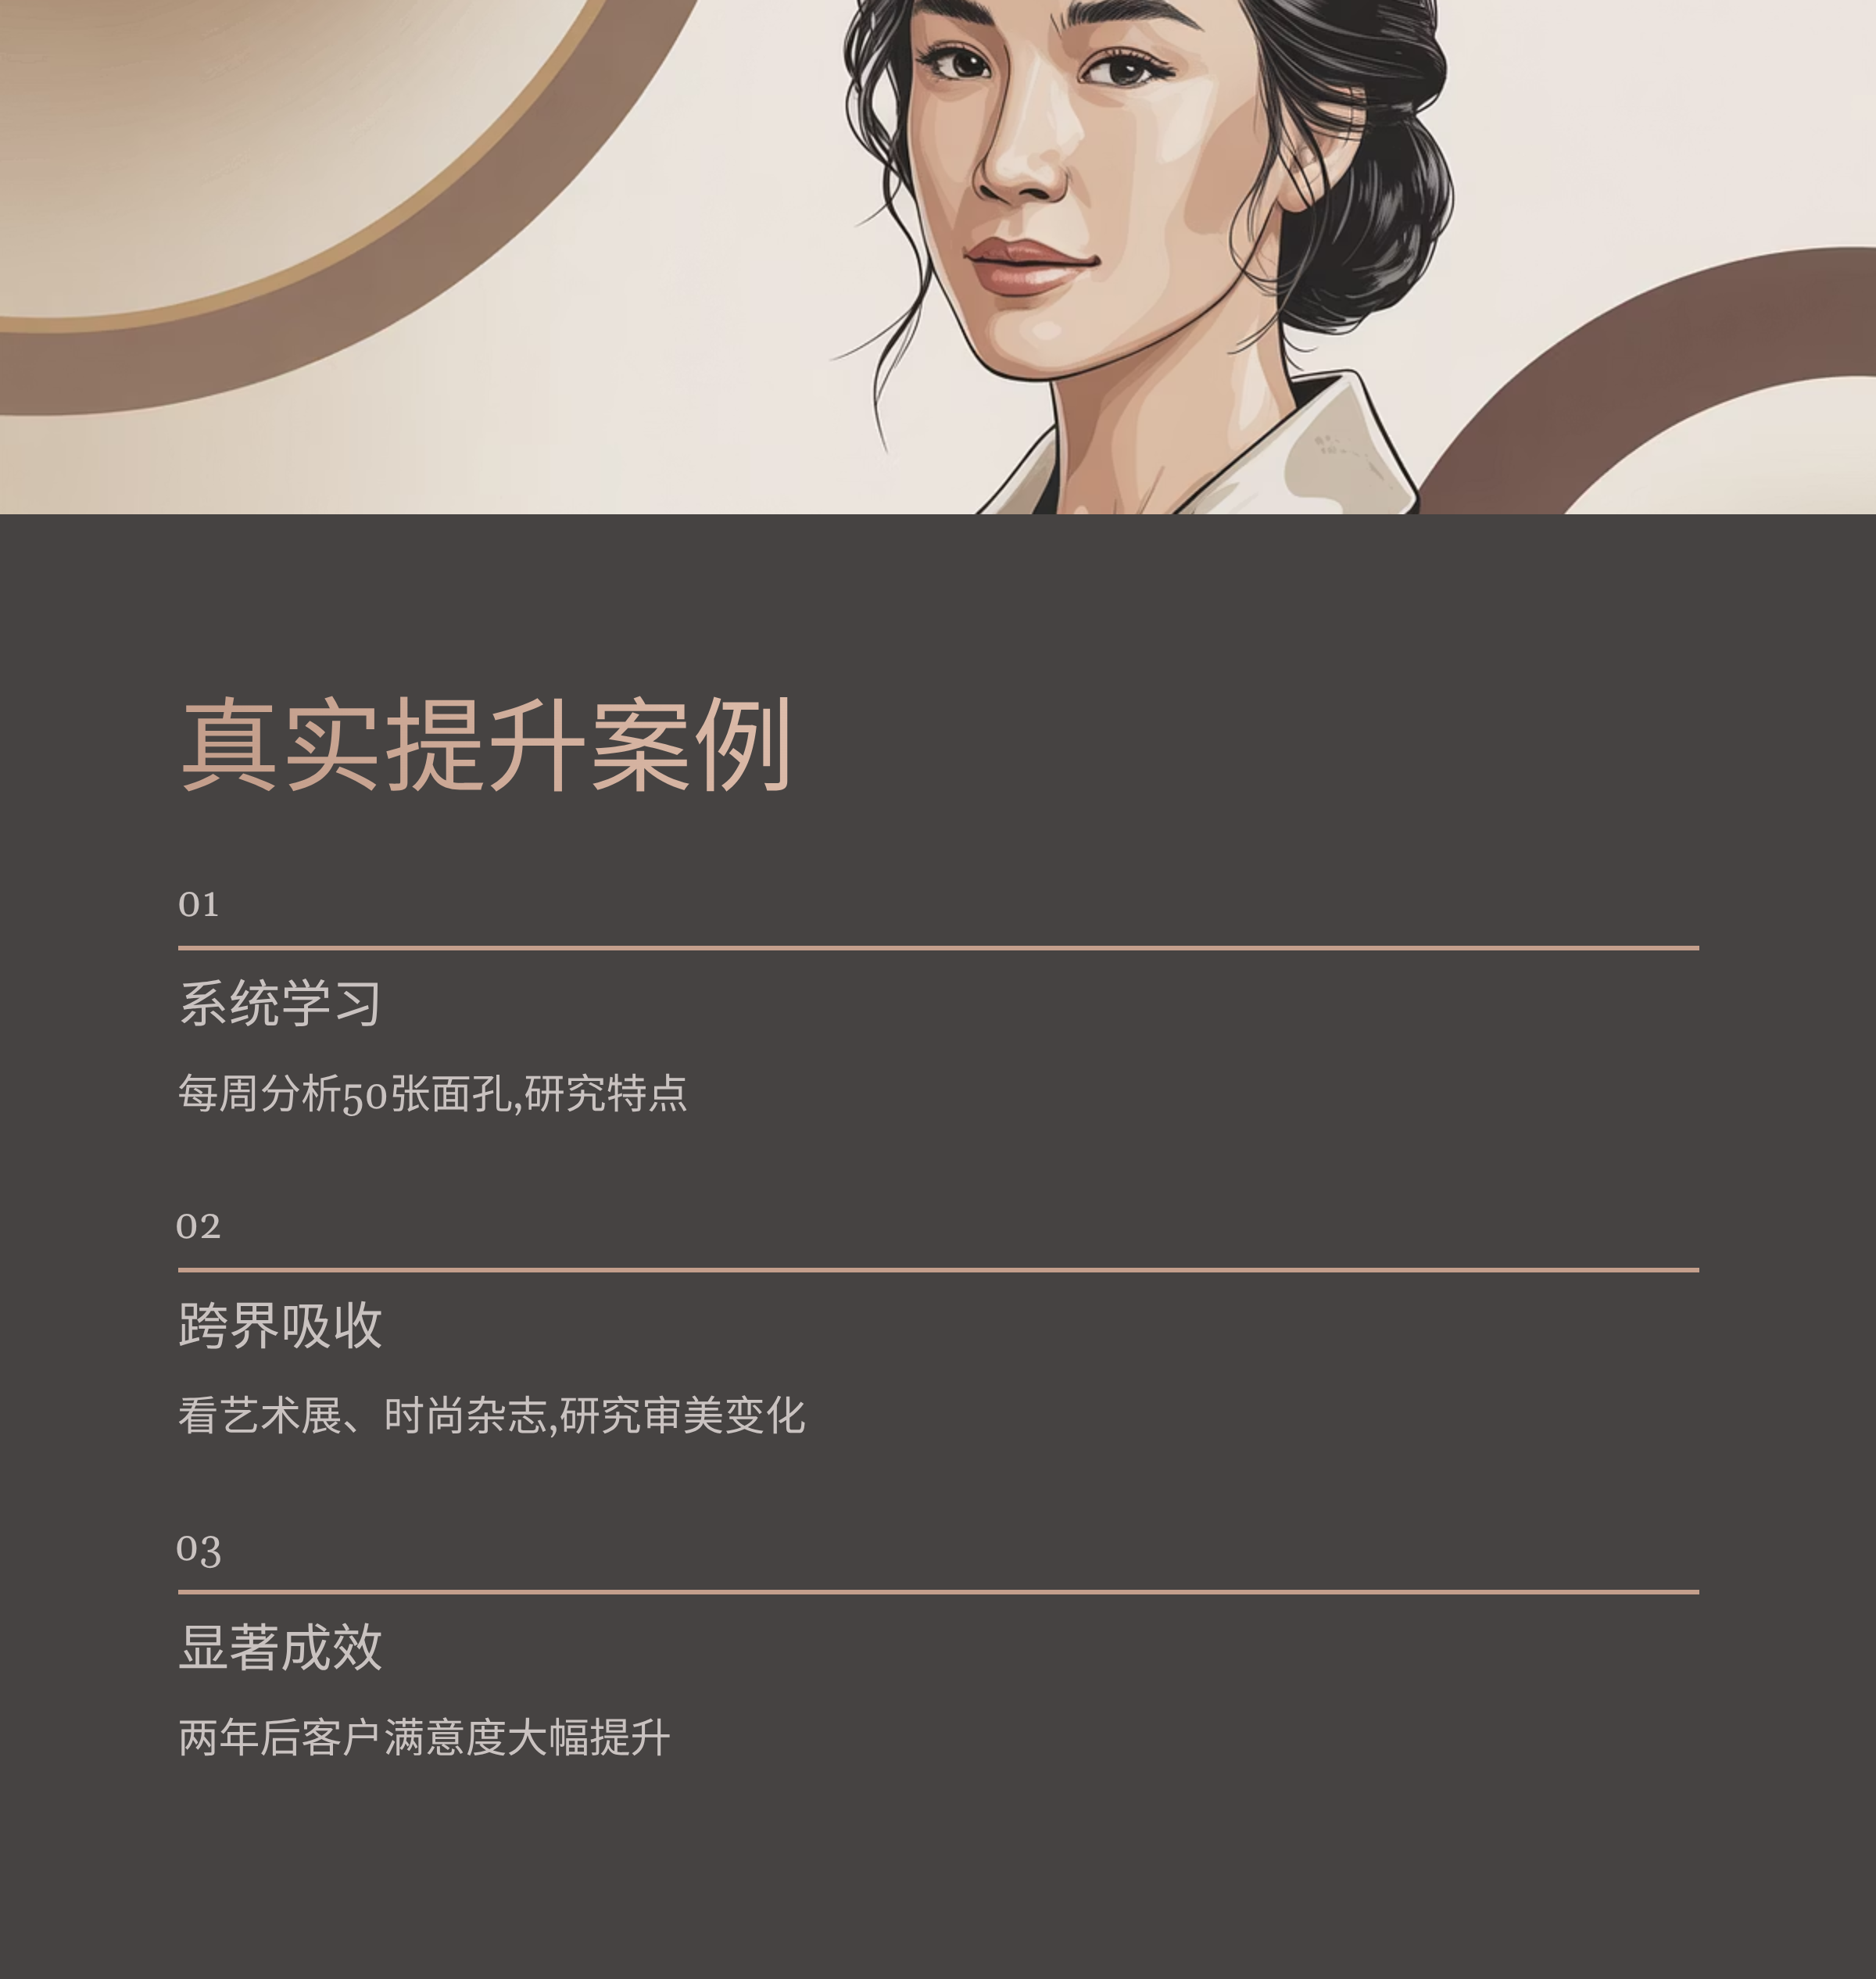 真实提升案例
01
系统学习
每周分析50张面孔,研究特点
02
跨界吸收
看艺术展、时尚杂志,研究审美变化
03
显著成效
两年后客户满意度大幅提升